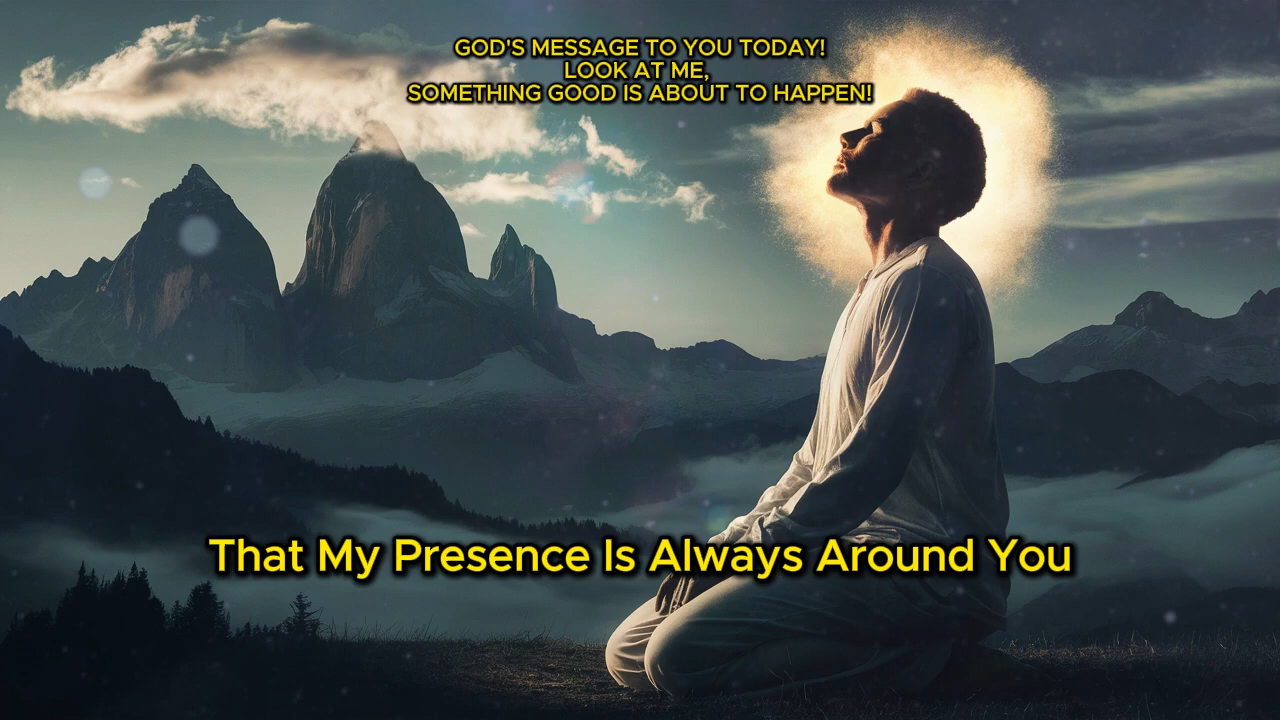 GOD'S MESSAGE TO YOU TODAY!
LOOK AT ME,
SOMETHING GOOD IS ABOUT TO HAPPEN!
That My Presence Is Always Around You